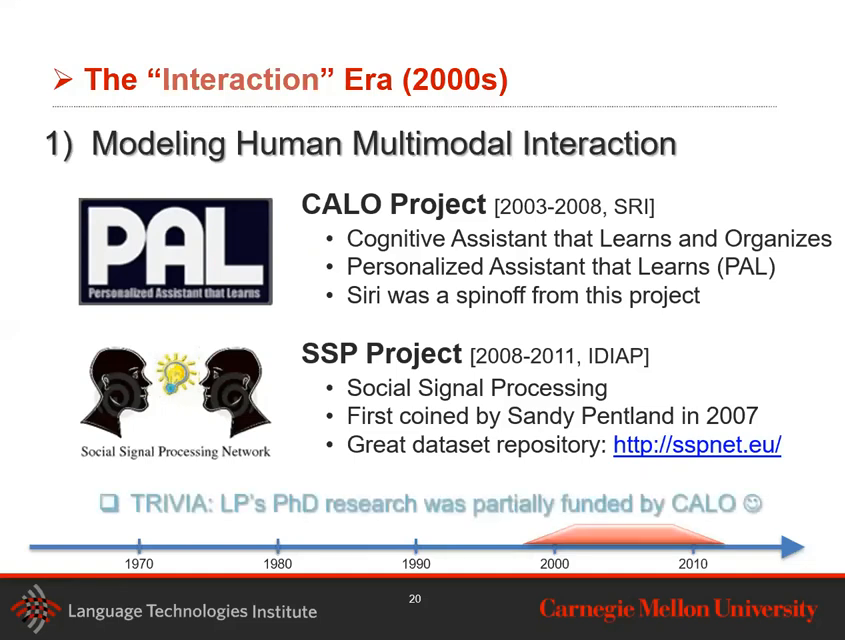 ➢ The “Interaction” Era (2000s)
1) Modeling Human Multimodal Interaction
PAL
Personalized Assistant that Learns
CALO Project [2003-2008, SRI]
• Cognitive Assistant that Learns and Organizes
• Personalized Assistant that Learns (PAL)
• Siri was a spinoff from this project
Social Signal Processing Network
SSP Project [2008-2011, IDIAP]
• Social Signal Processing
• First coined by Sandy Pentland in 2007
• Great dataset repository: http://sspnet.eu/
❑ TRIVIA: LP’s PhD research was partially funded by CALO ☺
1970 1980 1990 2000 2010
Language Technologies Institute 20 Carnegie Mellon University